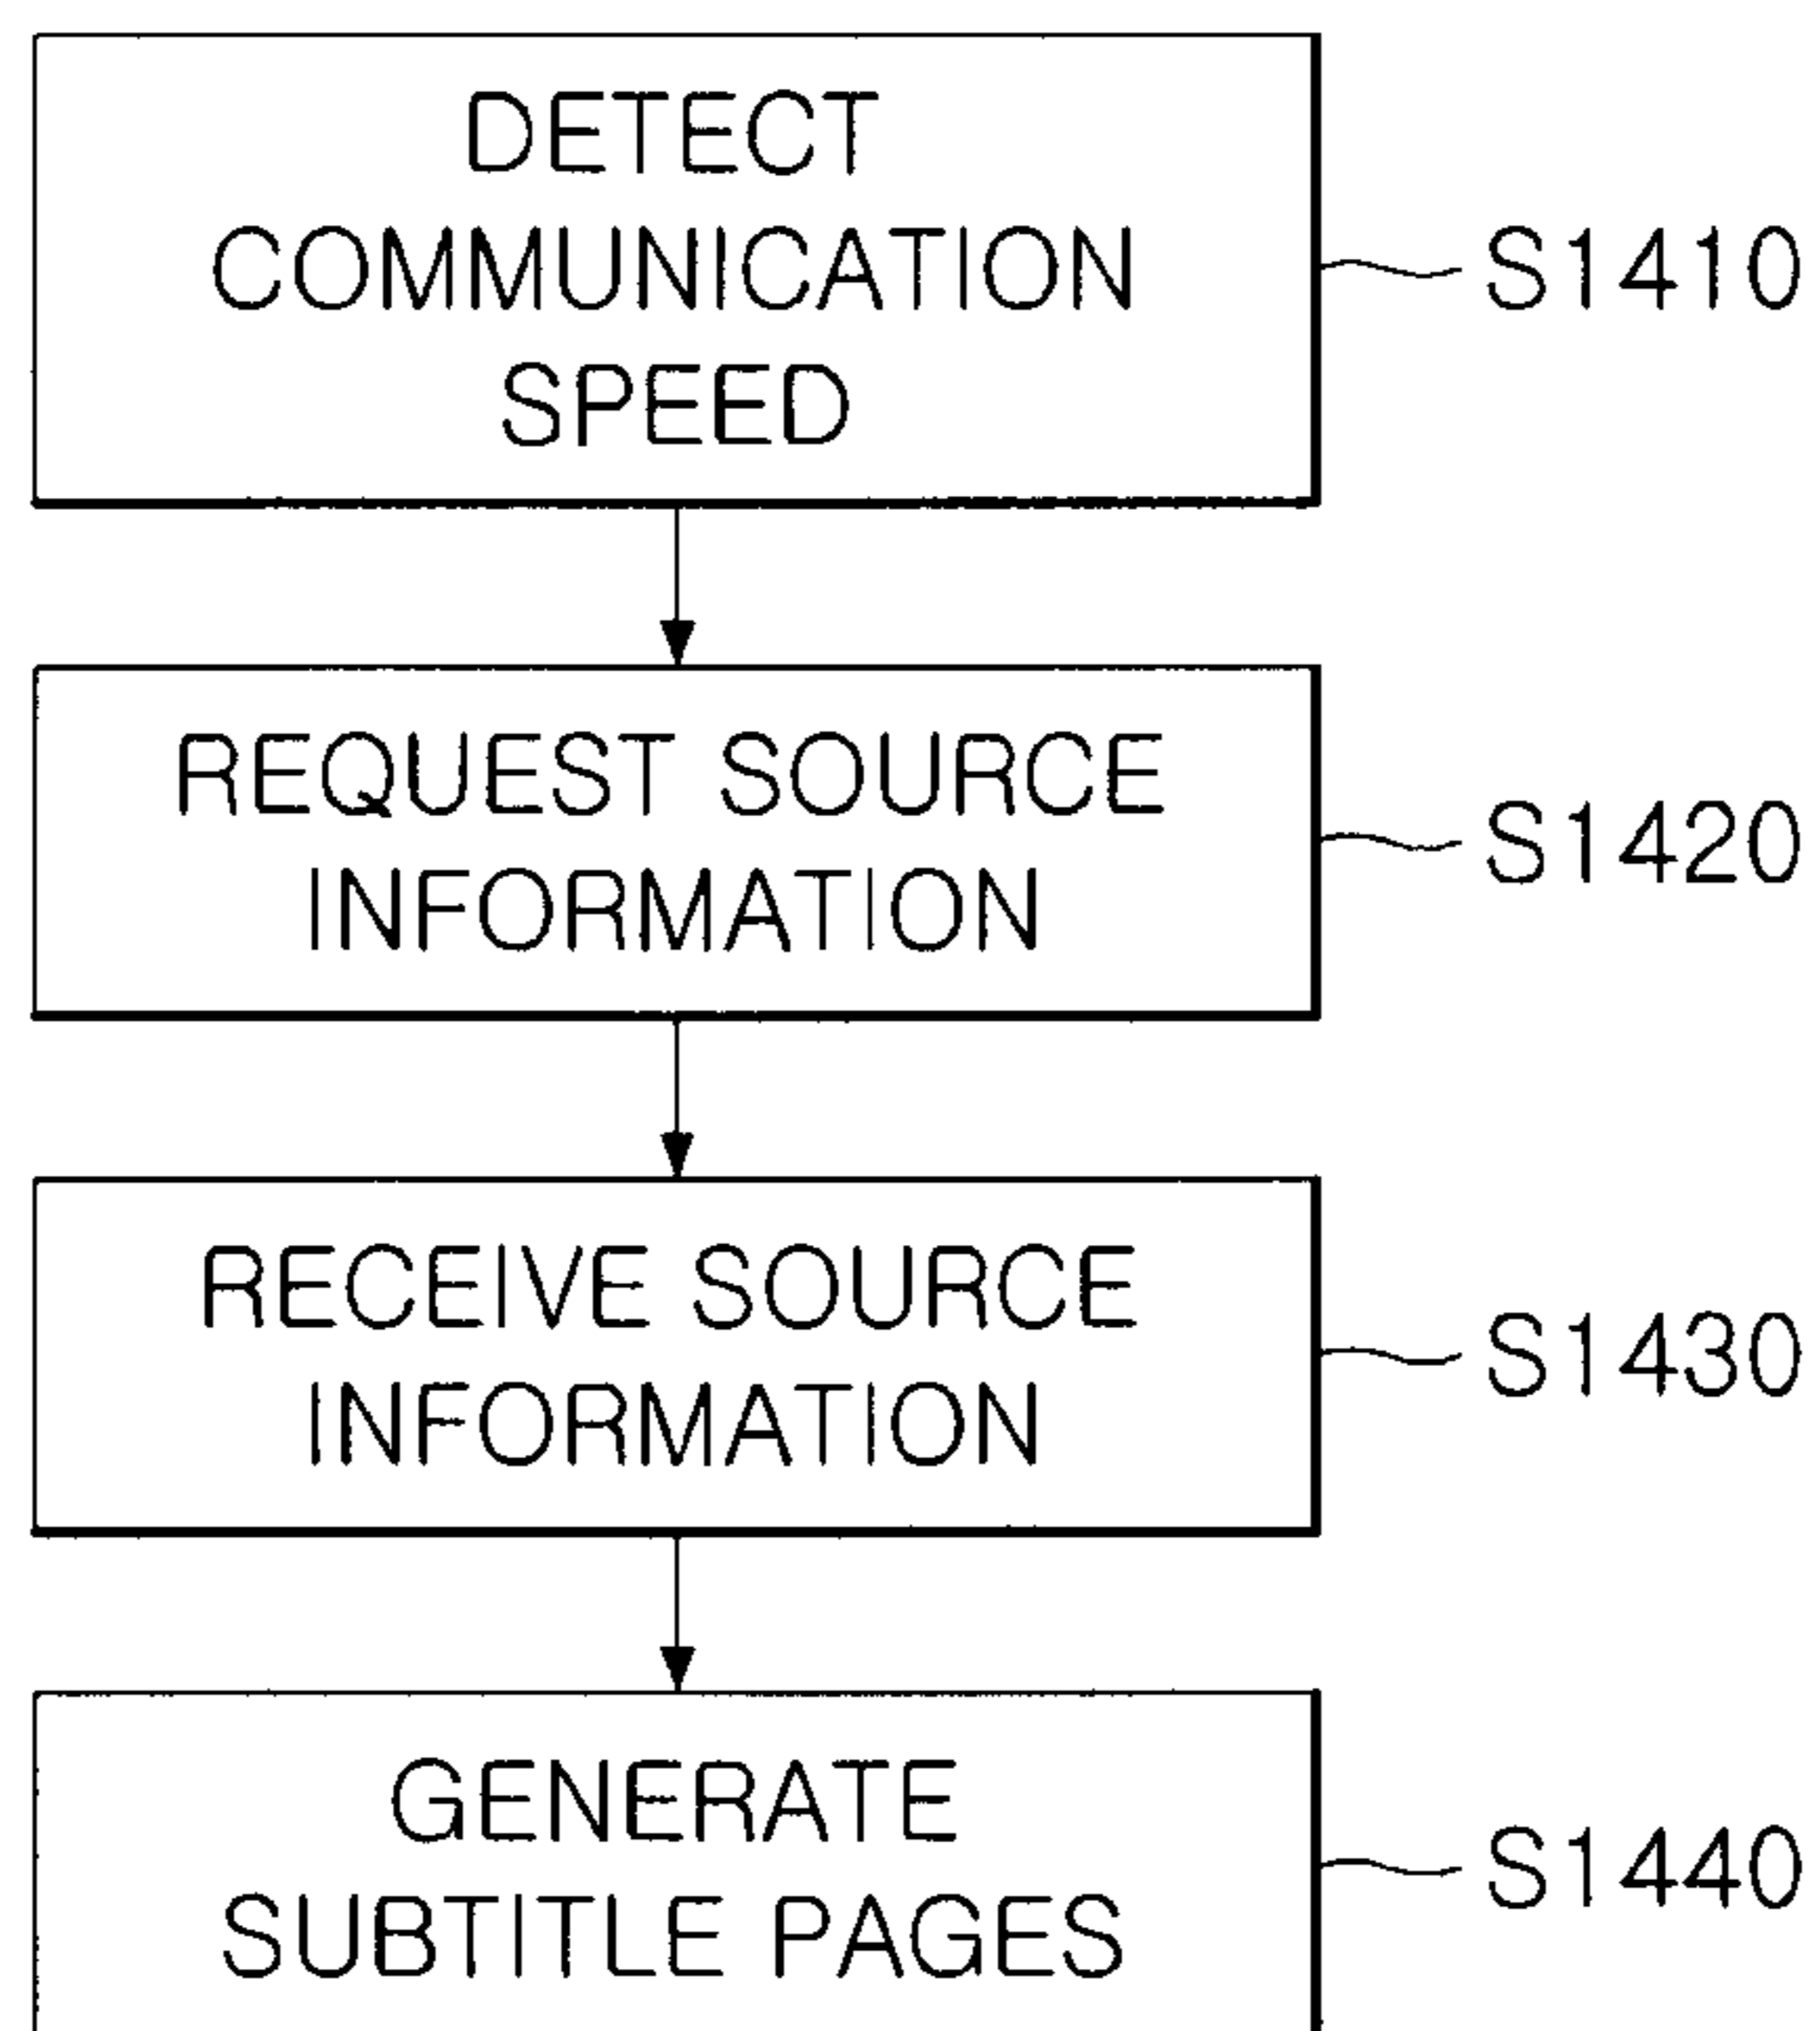 DETECT
COMMUNICATION
SPEED
S1410
REQUEST SOURCE
INFORMATION
S1420
RECEIVE SOURCE
INFORMATION
S1430
GENERATE
SUBTITLE PAGES
S1440